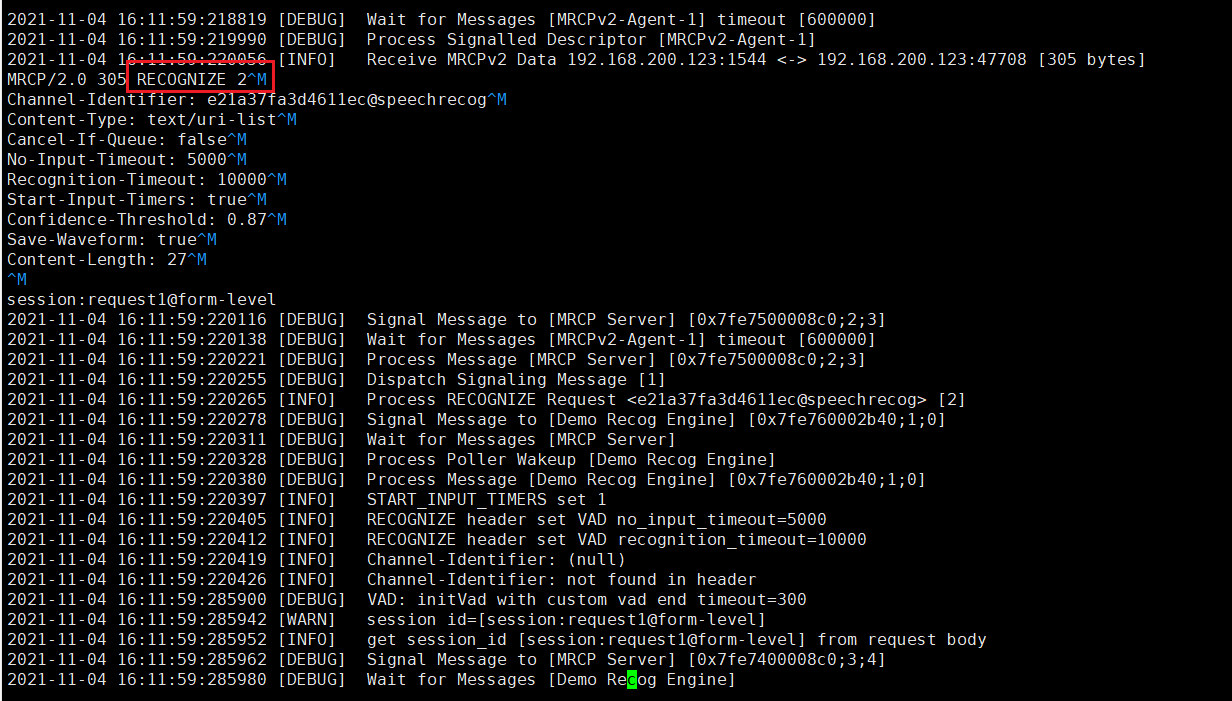 2021-11-04 16:11:59:218819 [DEBUG]  Wait for Messages [MRCPv2-Agent-1] timeout [600000]
2021-11-04 16:11:59:219990 [DEBUG]  Process Signalled Descriptor [MRCPv2-Agent-1]
2021-11-04 16:11:59:220056 [INFO]   Receive MRCPv2 Data 192.168.200.123:1544 <-> 192.168.200.123:47708 [305 bytes]
MRCP/2.0 305 RECOGNIZE 2^M
Channel-Identifier: e21a37fa3d4611ec@speechrecog^M
Content-Type: text/uri-list^M
Cancel-If-Queue: false^M
No-Input-Timeout: 5000^M
Recognition-Timeout: 10000^M
Start-Input-Timers: true^M
Confidence-Threshold: 0.87^M
Save-Waveform: true^M
Content-Length: 27^M
^M
session:request1@form-level
2021-11-04 16:11:59:220116 [DEBUG]  Signal Message to [MRCP Server] [0x7fe7500008c0;2;3]
2021-11-04 16:11:59:220138 [DEBUG]  Wait for Messages [MRCPv2-Agent-1] timeout [600000]
2021-11-04 16:11:59:220221 [DEBUG]  Process Message [MRCP Server] [0x7fe7500008c0;2;3]
2021-11-04 16:11:59:220255 [DEBUG]  Dispatch Signaling Message [1]
2021-11-04 16:11:59:220265 [INFO]   Process RECOGNIZE Request <e21a37fa3d4611ec@speechrecog> [2]
2021-11-04 16:11:59:220278 [DEBUG]  Signal Message to [Demo Recog Engine] [0x7fe760002b40;1;0]
2021-11-04 16:11:59:220311 [DEBUG]  Wait for Messages [MRCP Server]
2021-11-04 16:11:59:220328 [DEBUG]  Process Poller Wakeup [Demo Recog Engine]
2021-11-04 16:11:59:220380 [DEBUG]  Process Message [Demo Recog Engine] [0x7fe760002b40;1;0]
2021-11-04 16:11:59:220397 [INFO]   START_INPUT_TIMERS set 1
2021-11-04 16:11:59:220405 [INFO]   RECOGNIZE header set VAD no_input_timeout=5000
2021-11-04 16:11:59:220412 [INFO]   RECOGNIZE header set VAD recognition_timeout=10000
2021-11-04 16:11:59:220419 [INFO]   Channel-Identifier: (null)
2021-11-04 16:11:59:220426 [INFO]   Channel-Identifier: not found in header
2021-11-04 16:11:59:285900 [DEBUG]  VAD: initVad with custom vad end timeout=300
2021-11-04 16:11:59:285942 [WARN]   session id=[session:request1@form-level]
2021-11-04 16:11:59:285952 [INFO]   get session_id [session:request1@form-level] from request body
2021-11-04 16:11:59:285962 [DEBUG]  Signal Message to [MRCP Server] [0x7fe7400008c0;3;4]
2021-11-04 16:11:59:285980 [DEBUG]  Wait for Messages [Demo Recog Engine]